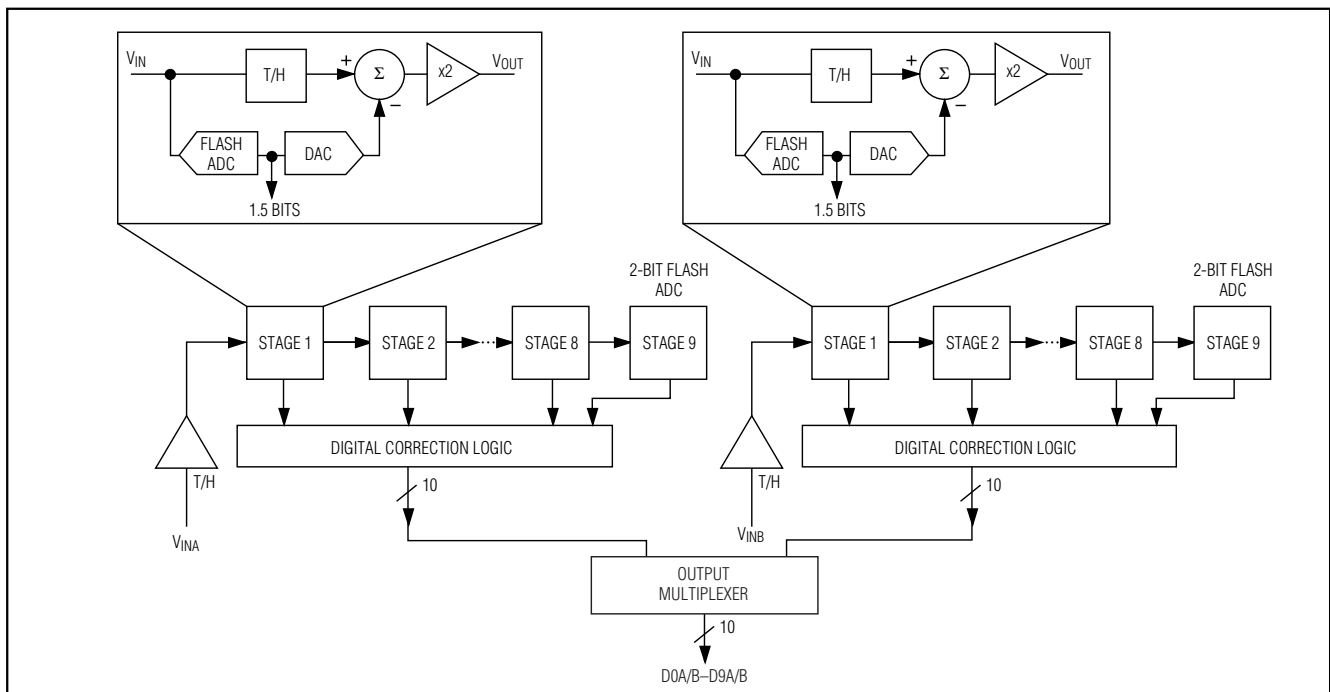 VIN
T/H
+
Σ
−
x2
VOUT
FLASH
ADC
DAC
1.5 BITS
VIN
T/H
+
Σ
−
x2
VOUT
FLASH
ADC
DAC
1.5 BITS
2-BIT FLASH
ADC
STAGE 1
STAGE 2
...
STAGE 8
STAGE 9
DIGITAL CORRECTION LOGIC
T/H
10
VINA
2-BIT FLASH
ADC
STAGE 1
STAGE 2
...
STAGE 8
STAGE 9
DIGITAL CORRECTION LOGIC
T/H
10
VINB
OUTPUT
MULTIPLEXER
10
D0A/B–D9A/B